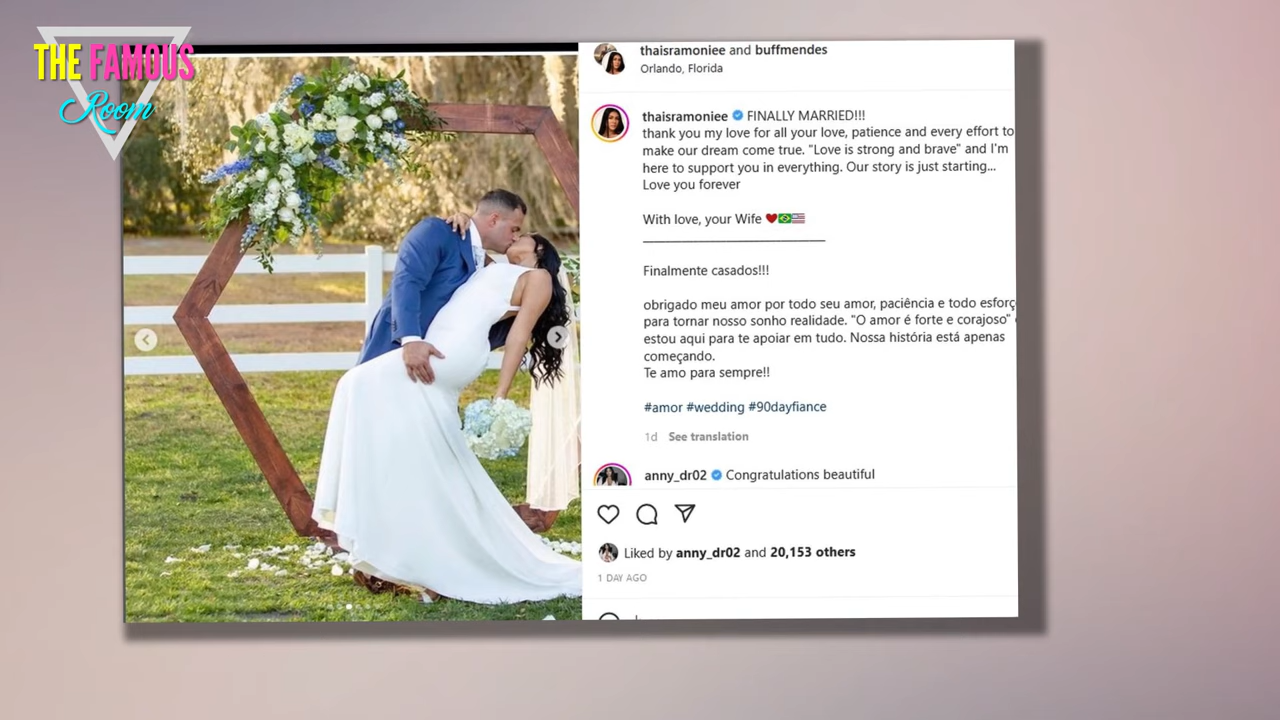 THE FAMOUS
Room
thaisramoniee and buffmendes
Orlando, Florida
thaisramoniee FINALLY MARRIED!!!
thank you my love for all your love, patience and every effort to
make our dream come true. "Love is strong and brave" and I'm
here to support you in everything. Our story is just starting...
Love you forever
With love, your Wife ❤️🇧🇷🇺🇸
Finalmente casados!!!
obrigado meu amor por todo seu amor, paciência e todo esforç
para tornar nosso sonho realidade. "O amor é forte e corajoso"
estou aqui para te apoiar em tudo. Nossa história está apenas
começando.
Te amo para sempre!!
#amor #wedding #90dayfiance
1d See translation
anny_dr02 Congratulations beautiful
Liked by anny_dr02 and 20,153 others
1 DAY AGO